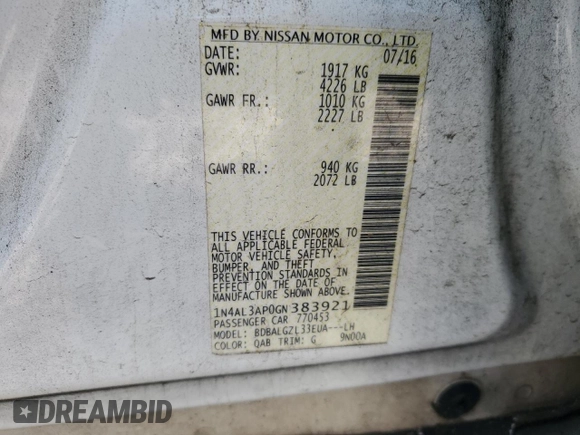 MFD BY NISSAN MOTOR CO., LTD.
DATE: 07/16
GVWR: 1917 KG
4226 LB
GAWR FR.: 1010 KG
2227 LB
GAWR RR.: 940 KG
2072 LB
THIS VEHICLE CONFORMS TO
ALL APPLICABLE FEDERAL
MOTOR VEHICLE SAFETY,
BUMPER, AND THEFT
PREVENTION STANDARDS IN
EFFECT ON THE DATE OF
MANUFACTURE SHOWN ABOVE.
1N4AL3AP0GN383921
PASSENGER CAR 770453
MODEL: BDBALGZL33EUA---LH
COLOR: QAB TRIM: G 9N00A
DREAMBID